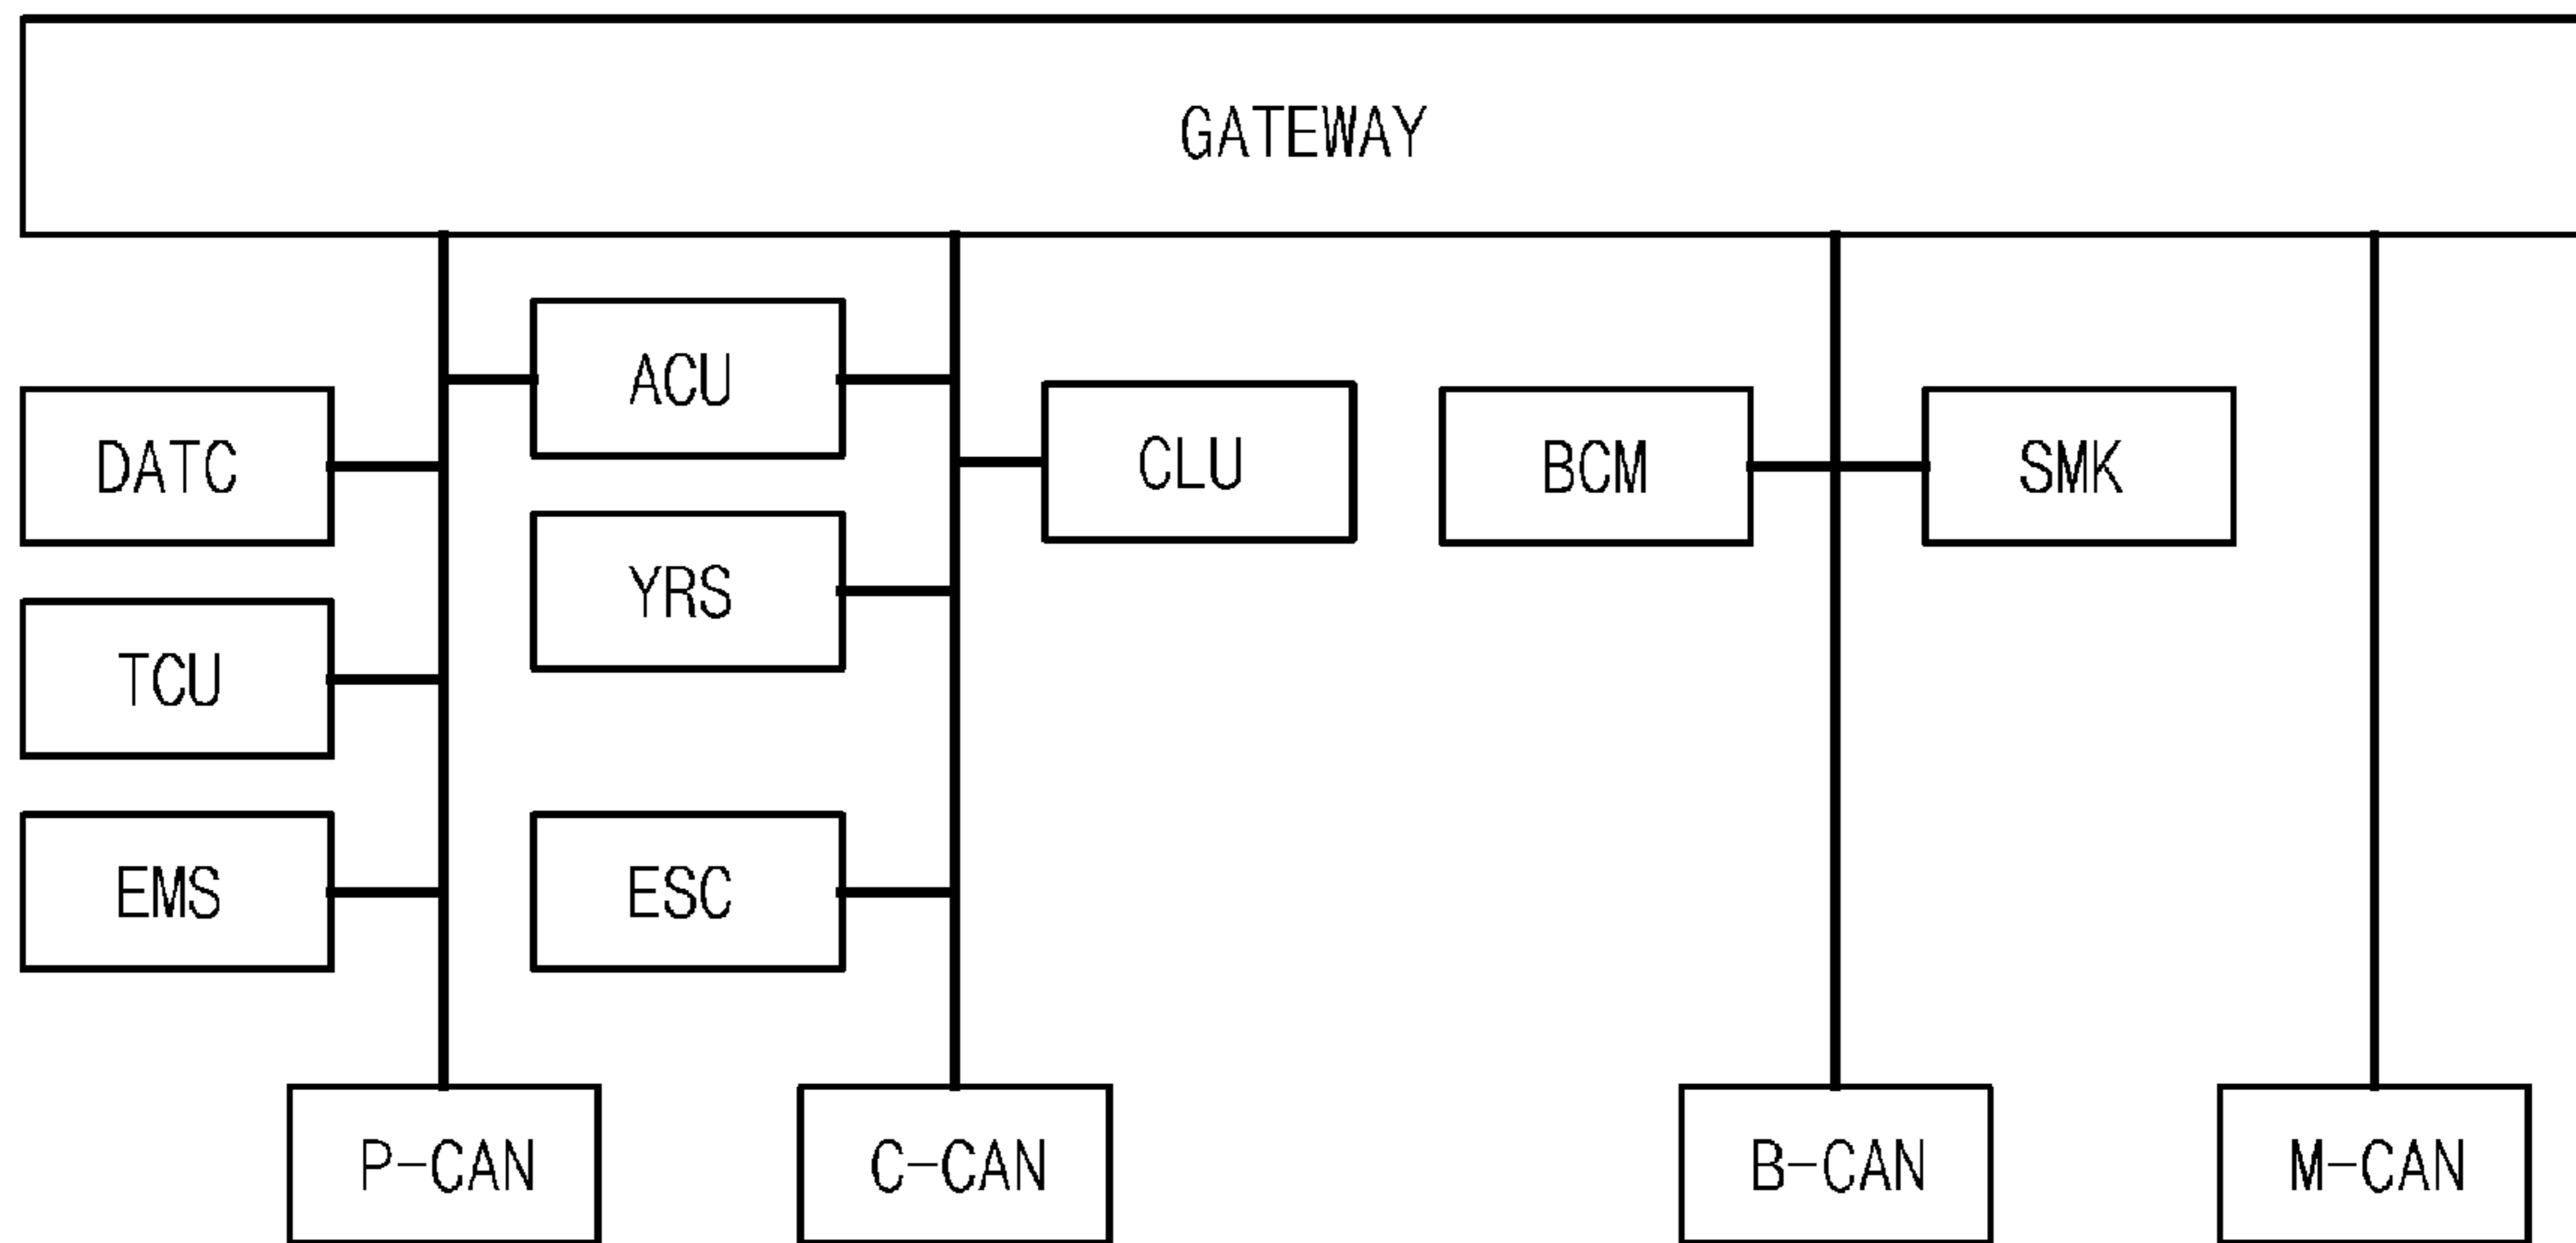 GATEWAY
ACU
DATC
CLU
BCM
SMK
YRS
TCU
EMS
ESC
P-CAN
C-CAN
B-CAN
M-CAN